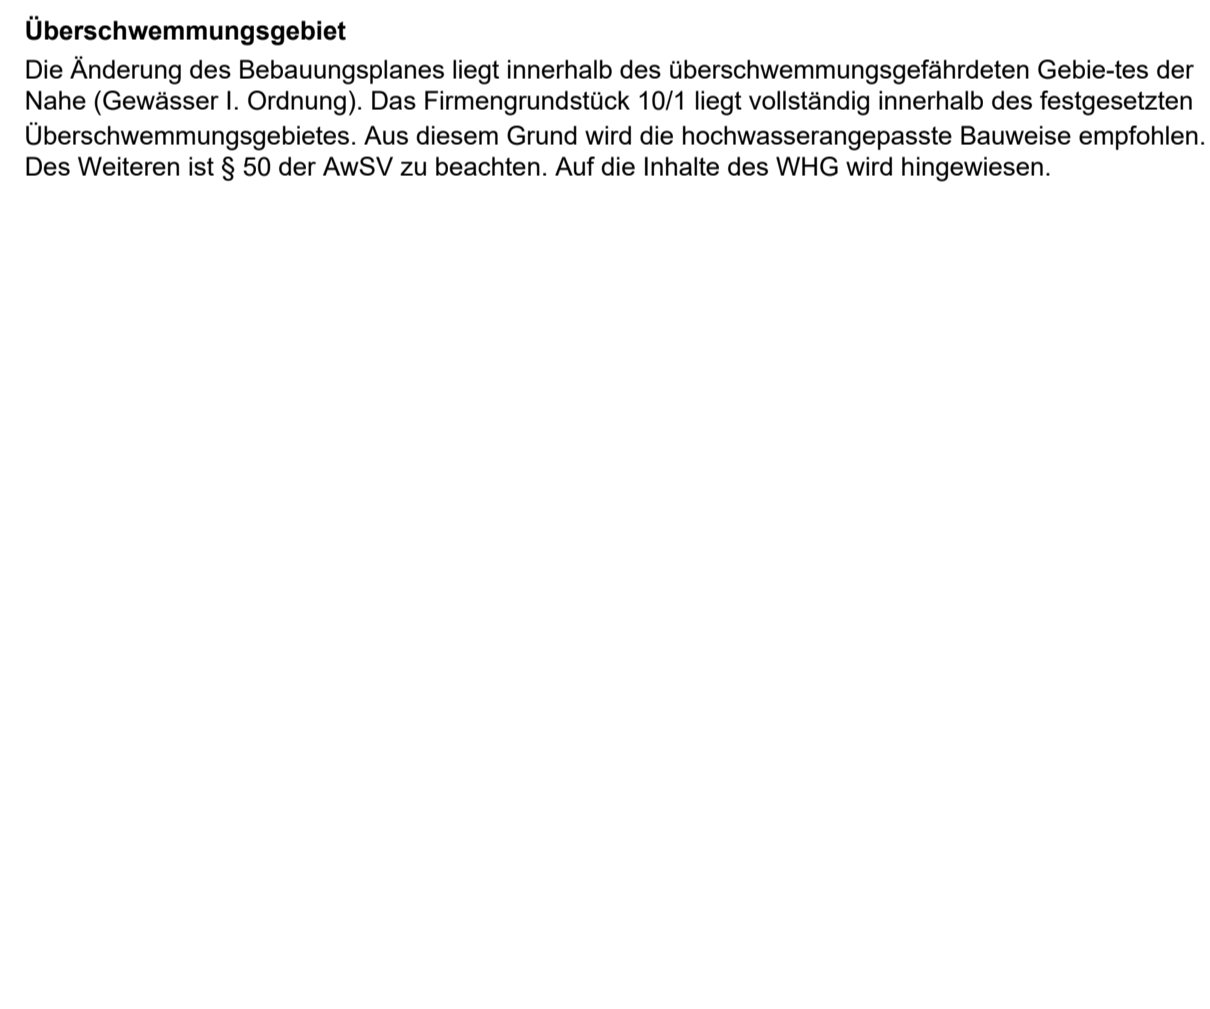 Überschwemmungsgebiet
Die Änderung des Bebauungsplanes liegt innerhalb des überschwemmungsgefährdeten Gebie-tes der
Nahe (Gewässer I. Ordnung). Das Firmengrundstück 10/1 liegt vollständig innerhalb des festgesetzten
Überschwemmungsgebietes. Aus diesem Grund wird die hochwasserangepasste Bauweise empfohlen.
Des Weiteren ist § 50 der AwSV zu beachten. Auf die Inhalte des WHG wird hingewiesen.